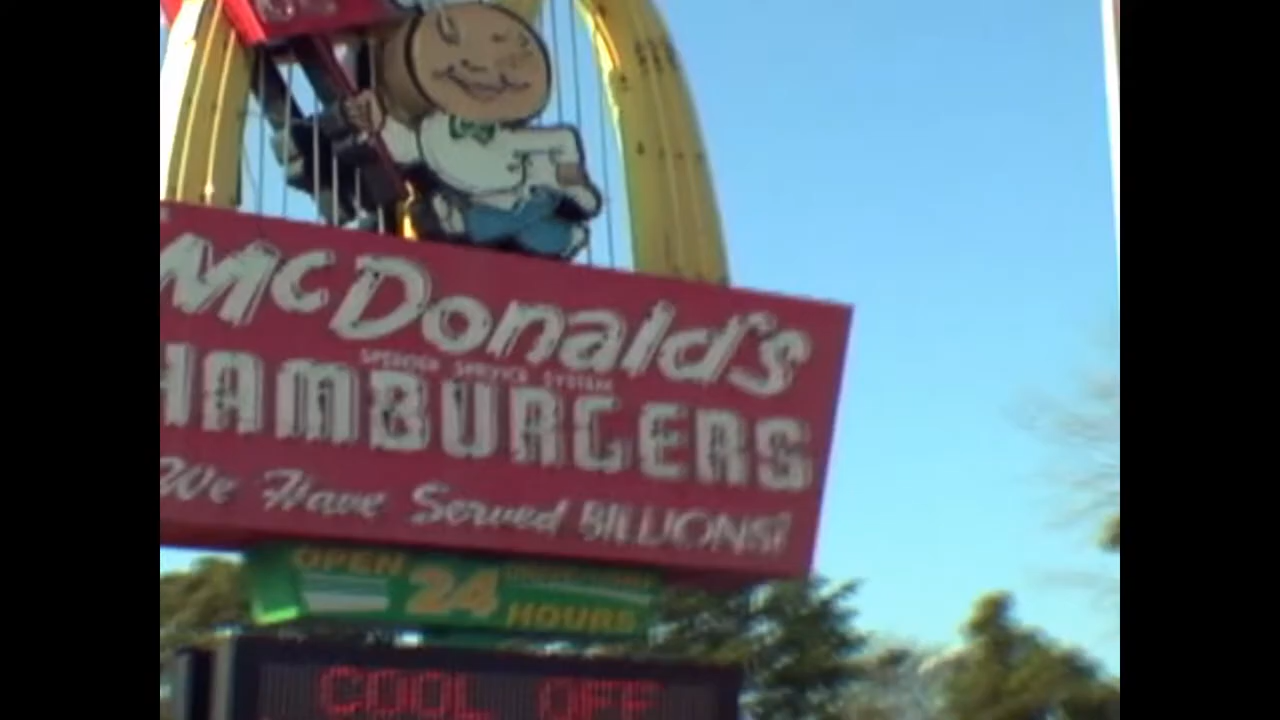 McDonald's
SPEEDEE SERVICE SYSTEM
HAMBURGERS
We Have Served BILLIONS!
OPEN 24 HOURS
COOL OFF